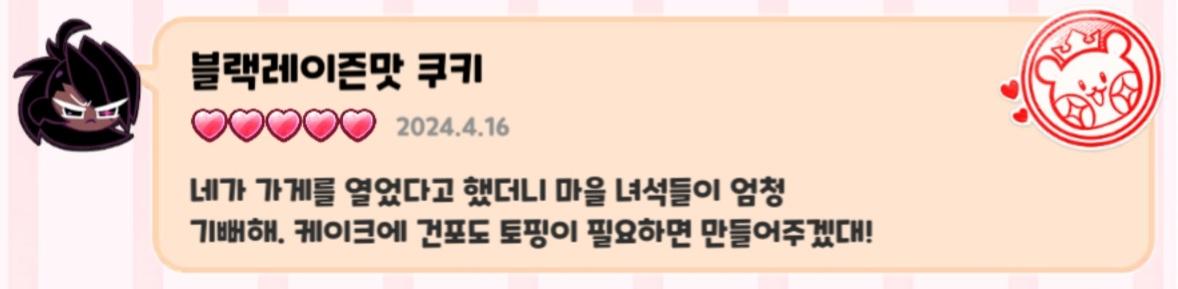 블랙레이즌맛 쿠키
2024.4.16
네가 가게를 열었다고 했더니 마을 녀석들이 엄청
기뻐해. 케이크에 건포도 토핑이 필요하면 만들어주겠대!